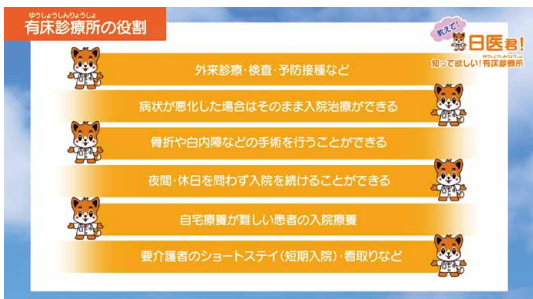 ゆうしょうしんりょうしょ
有床診療所の役割
教えて!
日医君!
知って欲しい!有床診療所
外来診療・検査・予防接種など
病状が悪化した場合はそのまま入院治療ができる
骨折や白内障などの手術を行うことができる
夜間・休日を問わず入院を続けることができる
自宅療養が難しい患者の入院療養
要介護者のショートステイ(短期入院)・看取りなど